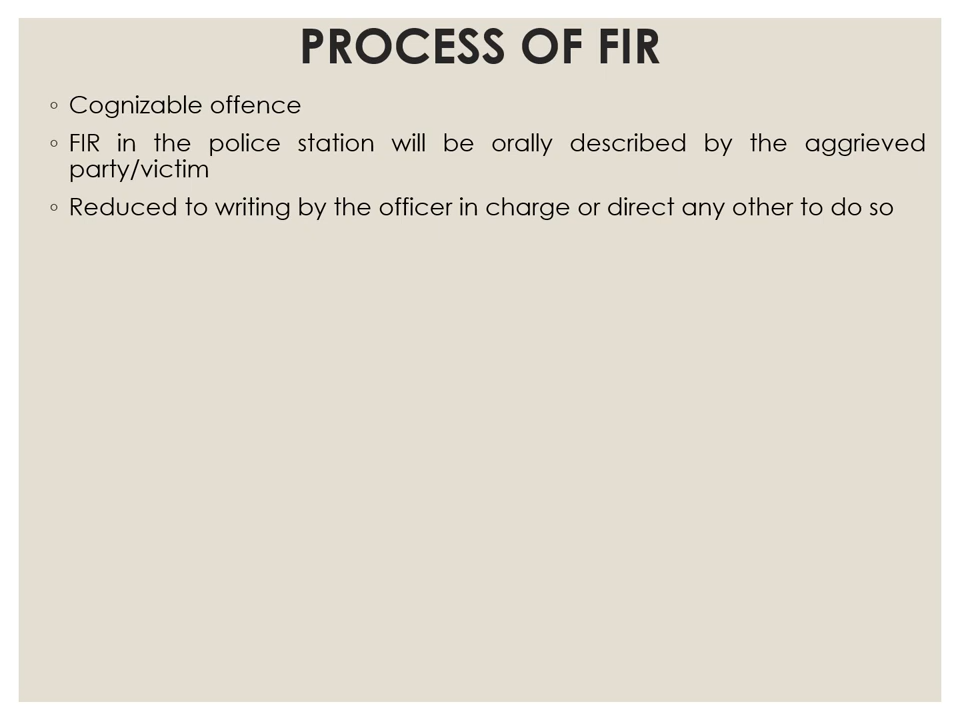 PROCESS OF FIR
◦ Cognizable offence
◦ FIR in the police station will be orally described by the aggrieved
party/victim
◦ Reduced to writing by the officer in charge or direct any other to do so